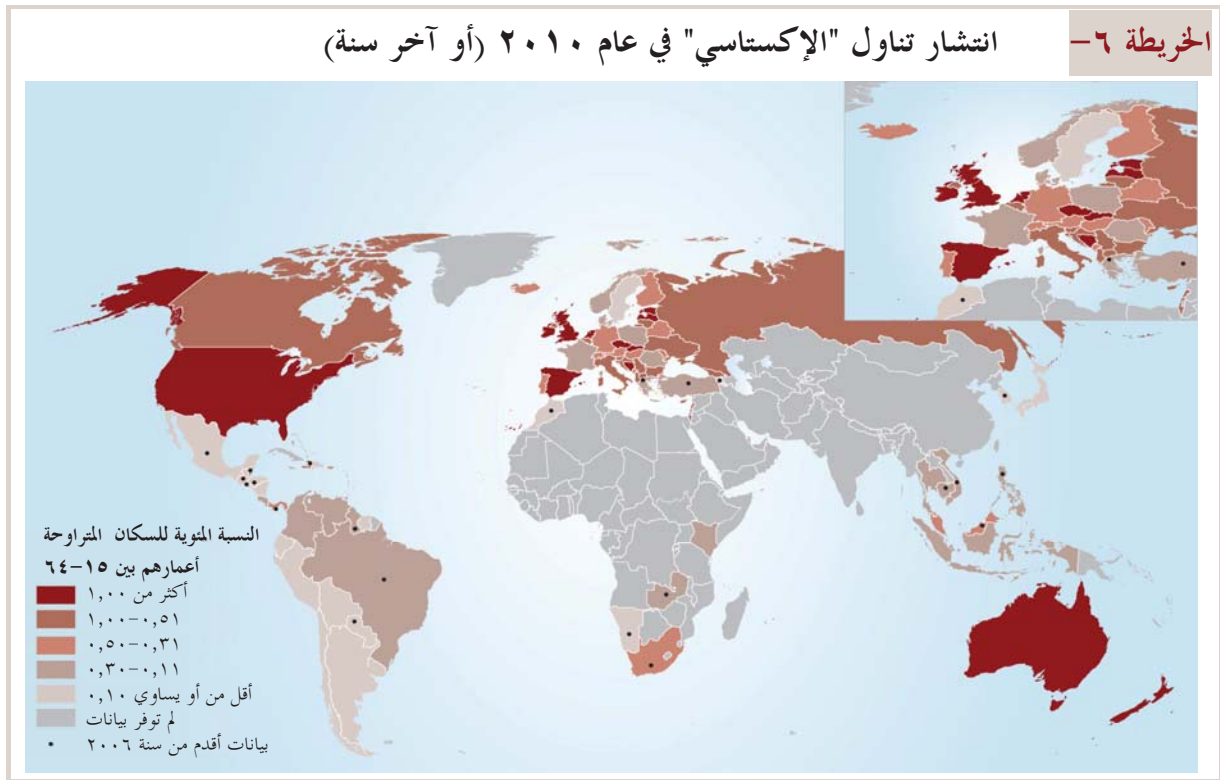 الخريطة ٦- انتشار تناول "الإكستاسي" في عام ٢٠١٠ (أو آخر سنة)
النسبة المئوية للسكان المتراوحة
أعمارهم بين ١٥-٦٤
أكثر من ١,٠٠
١,٠٠-٠,٥١
٠,٥٠-٠,٣١
٠,٣٠-٠,١١
أقل من أو يساوي ٠,١٠
لم توفر بيانات
بيانات أقدم من سنة ٢٠٠٦